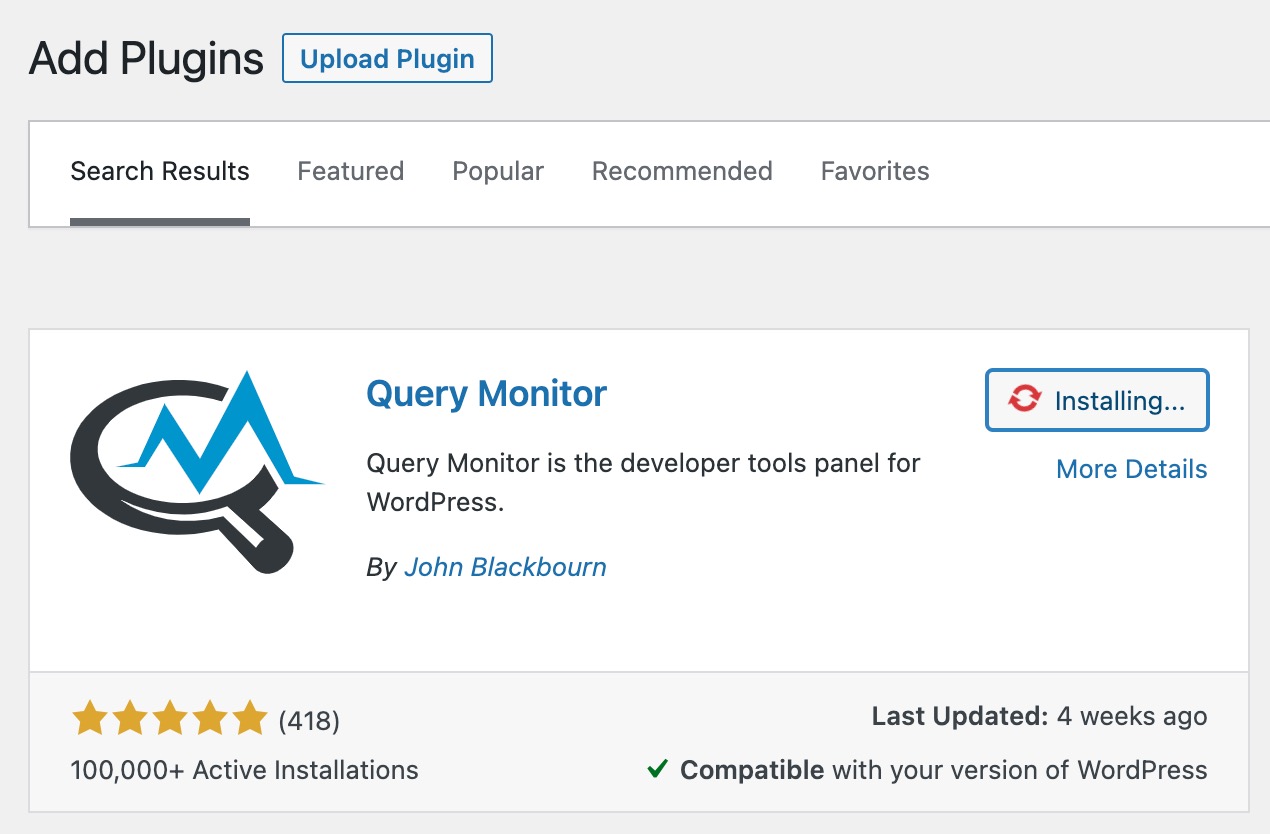 Add Plugins Upload Plugin
Search Results Featured Popular Recommended Favorites
Query Monitor
Installing...
Query Monitor is the developer tools panel for
WordPress.
More Details
By John Blackbourn
(418)
Last Updated: 4 weeks ago
100,000+ Active Installations
Compatible with your version of WordPress